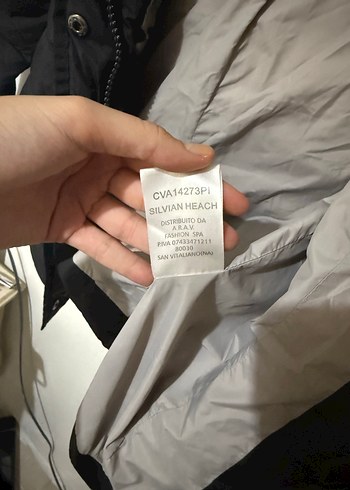 CVA14273PI
SILVIAN HEACH
DISTRIBUITO DA
A.R.A.V.
FASHION SPA
P.IVA 07433471211
80030
SAN VITALIANO(NA)